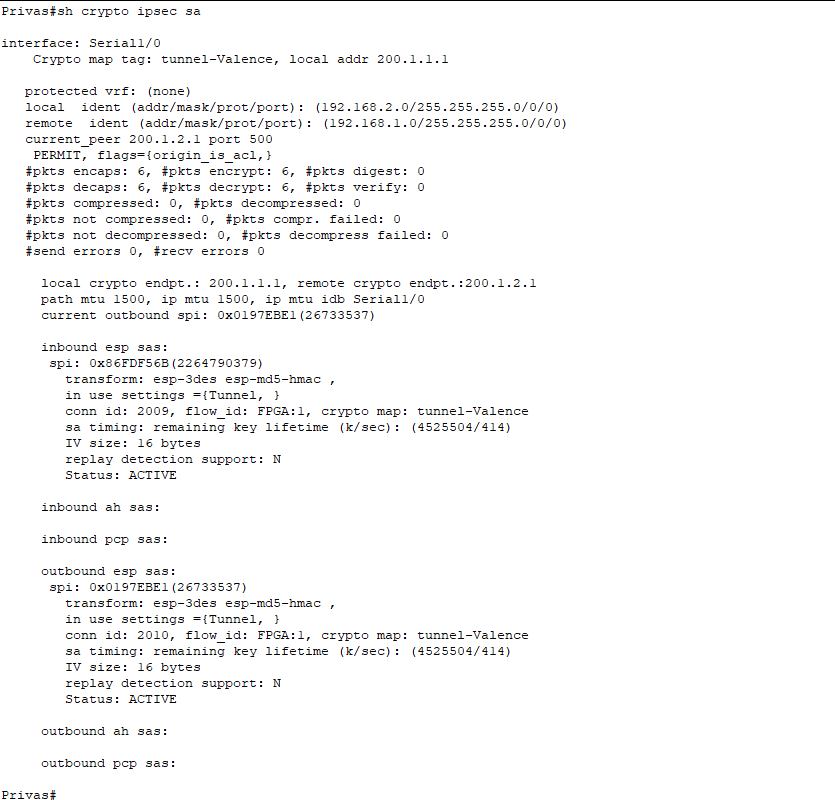 Privas#sh crypto ipsec sa
interface: Serial1/0
Crypto map tag: tunnel-Valence, local addr 200.1.1.1
protected vrf: (none)
local  ident (addr/mask/prot/port): (192.168.2.0/255.255.255.0/0/0)
remote  ident (addr/mask/prot/port): (192.168.1.0/255.255.255.0/0/0)
current_peer 200.1.2.1 port 500
PERMIT, flags={origin_is_acl,}
#pkts encaps: 6, #pkts encrypt: 6, #pkts digest: 0
#pkts decaps: 6, #pkts decrypt: 6, #pkts verify: 0
#pkts compressed: 0, #pkts decompressed: 0
#pkts not compressed: 0, #pkts compr. failed: 0
#pkts not decompressed: 0, #pkts decompress failed: 0
#send errors 0, #recv errors 0
local crypto endpt.: 200.1.1.1, remote crypto endpt.:200.1.2.1
path mtu 1500, ip mtu 1500, ip mtu idb Serial1/0
current outbound spi: 0x0197EBE1(26733537)
inbound esp sas:
spi: 0x86FDF56B(2264790379)
transform: esp-3des esp-md5-hmac ,
in use settings ={Tunnel, }
conn id: 2009, flow_id: FPGA:1, crypto map: tunnel-Valence
sa timing: remaining key lifetime (k/sec): (4525504/414)
IV size: 16 bytes
replay detection support: N
Status: ACTIVE
inbound ah sas:
inbound pcp sas:
outbound esp sas:
spi: 0x0197EBE1(26733537)
transform: esp-3des esp-md5-hmac ,
in use settings ={Tunnel, }
conn id: 2010, flow_id: FPGA:1, crypto map: tunnel-Valence
sa timing: remaining key lifetime (k/sec): (4525504/414)
IV size: 16 bytes
replay detection support: N
Status: ACTIVE
outbound ah sas:
outbound pcp sas:
Privas#